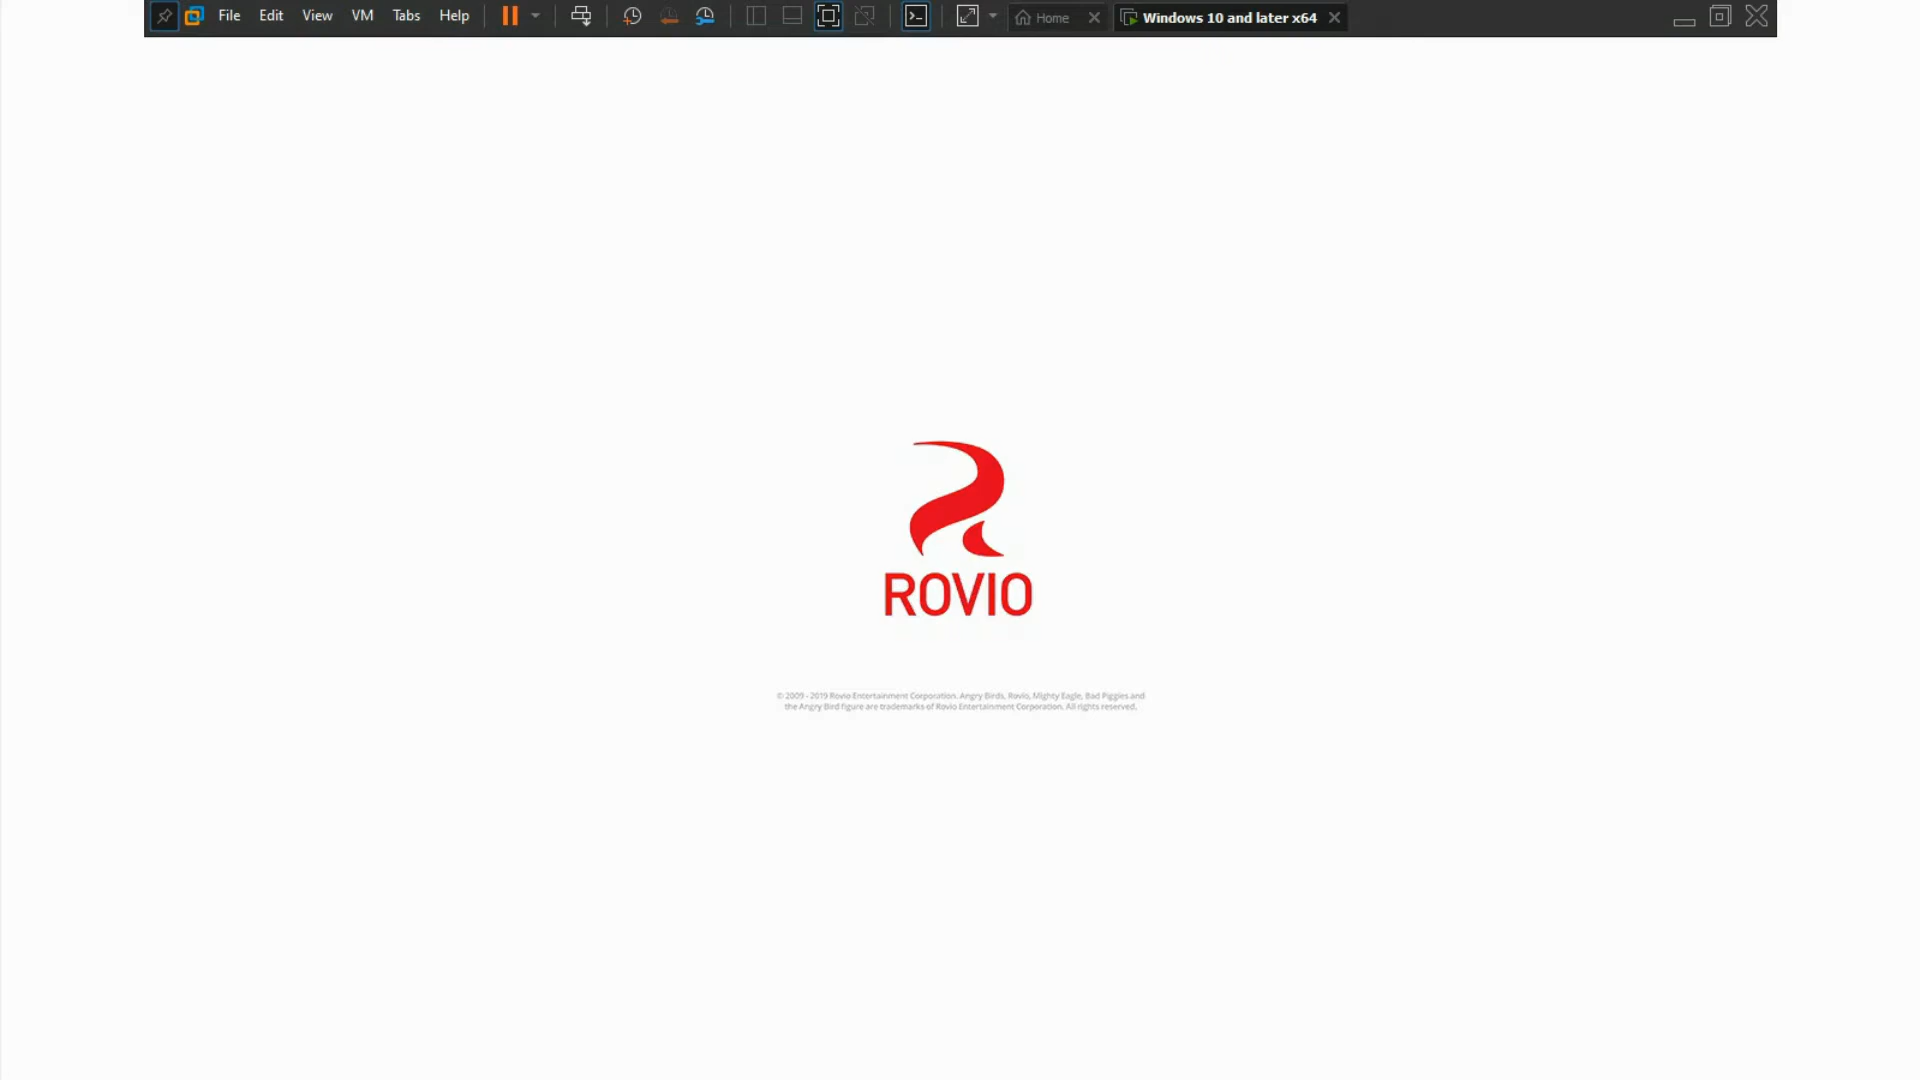 File Edit View VM Tabs Help Home Windows 10 and later x64
ROVIO
© 2009 - 2019 Rovio Entertainment Corporation. Angry Birds, Rovio, Mighty Eagle, Bad Piggies and
the Angry Bird figure are trademarks of Rovio Entertainment Corporation. All rights reserved.